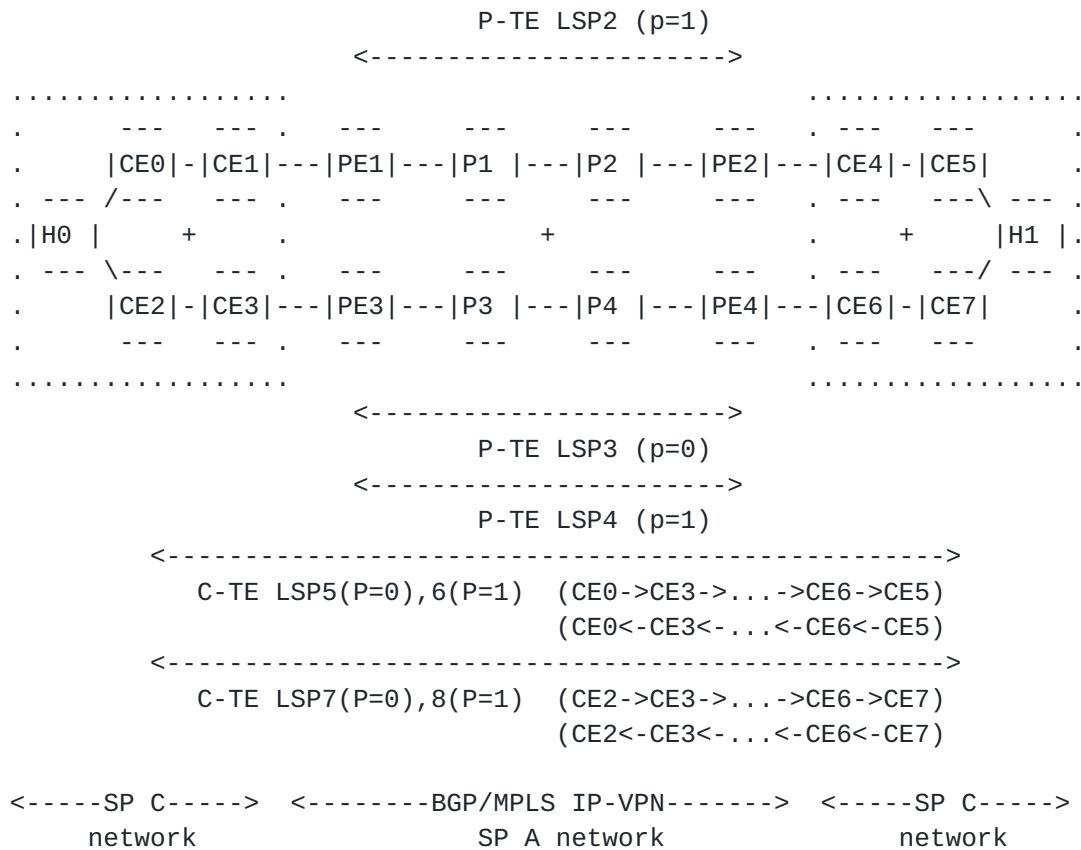 P-TE LSP2 (p=1)
                      <----------------------->
..................                                  ..................
.      ---   --- .   ---     ---     ---     ---    . ---   ---      .
.     |CE0|-|CE1|---|PE1|---|P1 |---|P2 |---|PE2|---|CE4|-|CE5|      .
. --- /---   --- .   ---     ---     ---     ---    . ---   ---\ --- .
.|H0 |     +     .                +                 .     +     |H1 |.
. --- \---   --- .   ---     ---     ---     ---    . ---   ---/ --- .
.     |CE2|-|CE3|---|PE3|---|P3 |---|P4 |---|PE4|---|CE6|-|CE7|      .
.      ---   --- .   ---     ---     ---     ---    . ---   ---      .
..................                                  ..................
                      <----------------------->
                              P-TE LSP3 (p=0)
                      <----------------------->
                              P-TE LSP4 (p=1)
         <------------------------------------------------->
            C-TE LSP5(P=0),6(P=1)  (CE0->CE3->...->CE6->CE5)
                                   (CE0<-CE3<-...<-CE6<-CE5)
         <------------------------------------------------->
            C-TE LSP7(P=0),8(P=1)  (CE2->CE3->...->CE6->CE7)
                                   (CE2<-CE3<-...<-CE6<-CE7)
<-----SP C----->  <--------BGP/MPLS IP-VPN------->  <-----SP C----->
     network                  SP A network               network